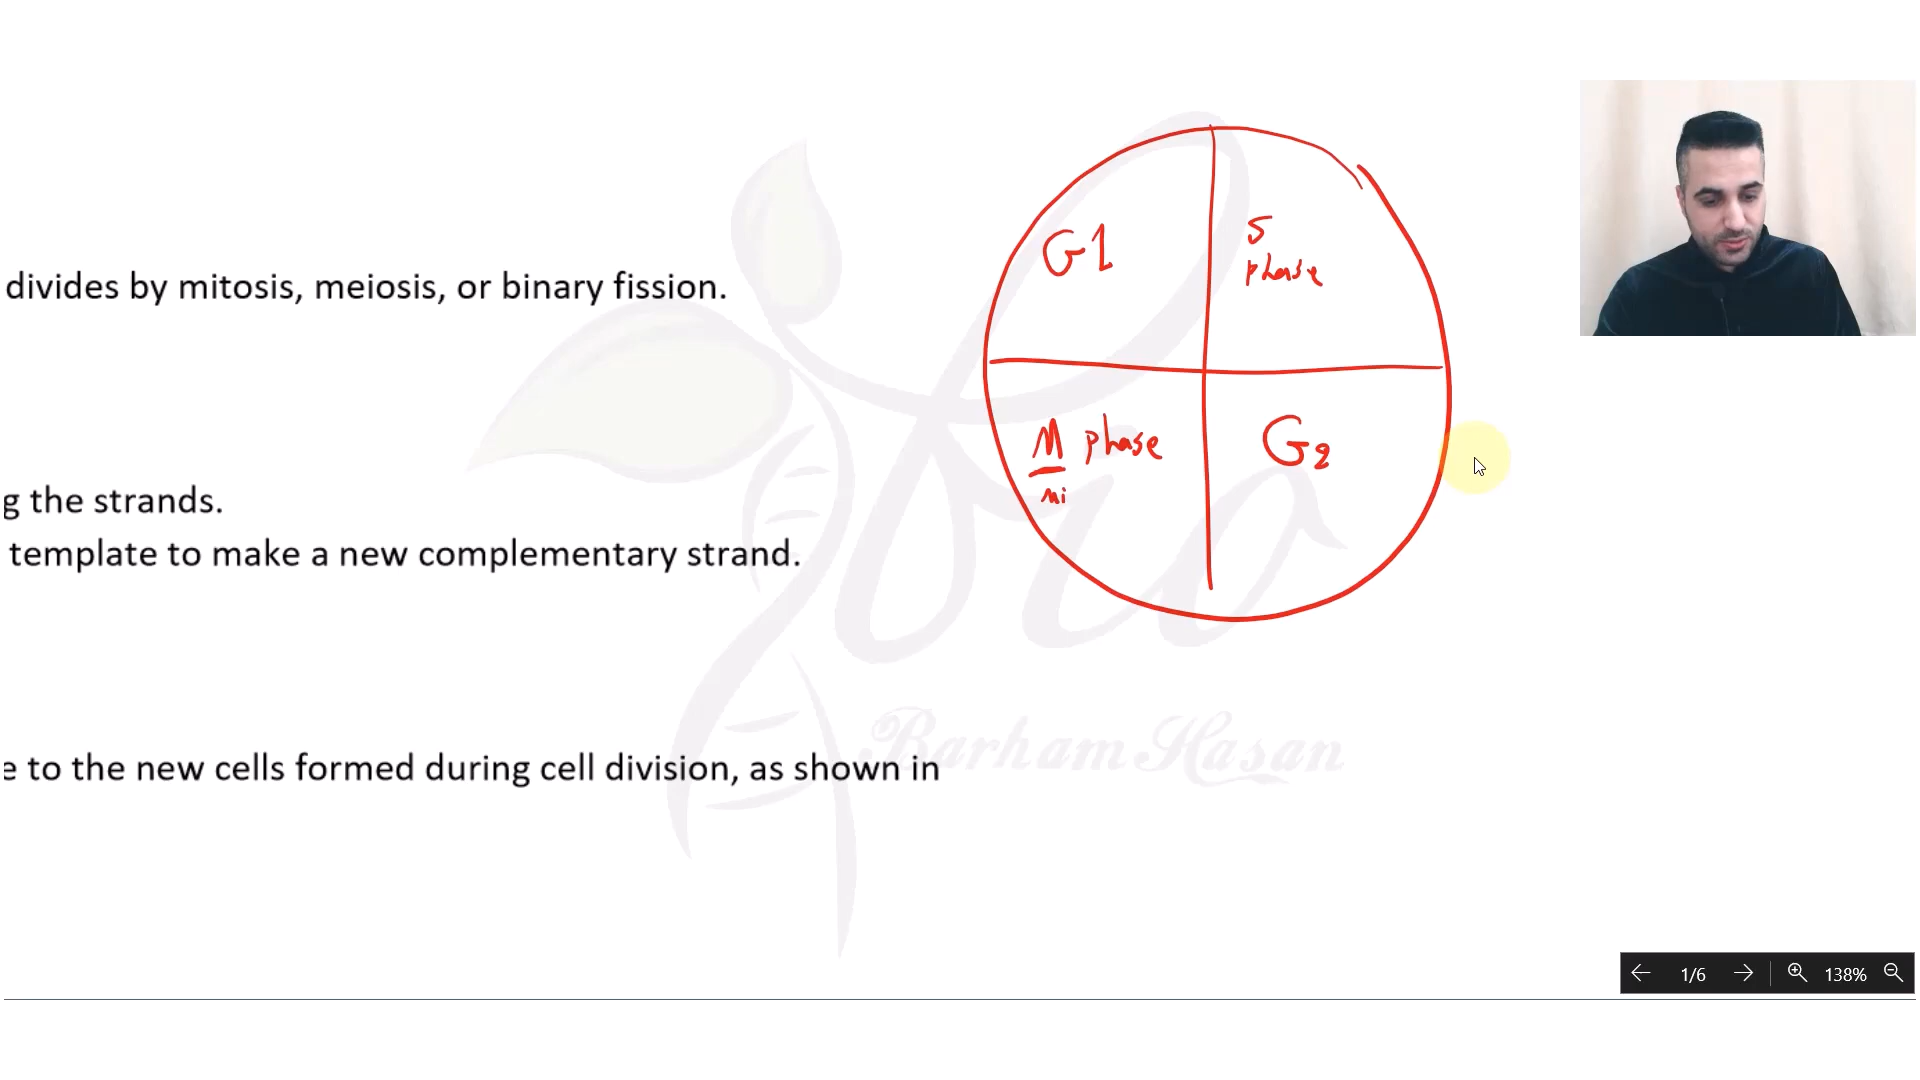 divides by mitosis, meiosis, or binary fission.
g the strands.
template to make a new complementary strand.
e to the new cells formed during cell division, as shown in
G1
S
phase
M phase
mi
G2
Bio
Barham Hasan
1/6
138%